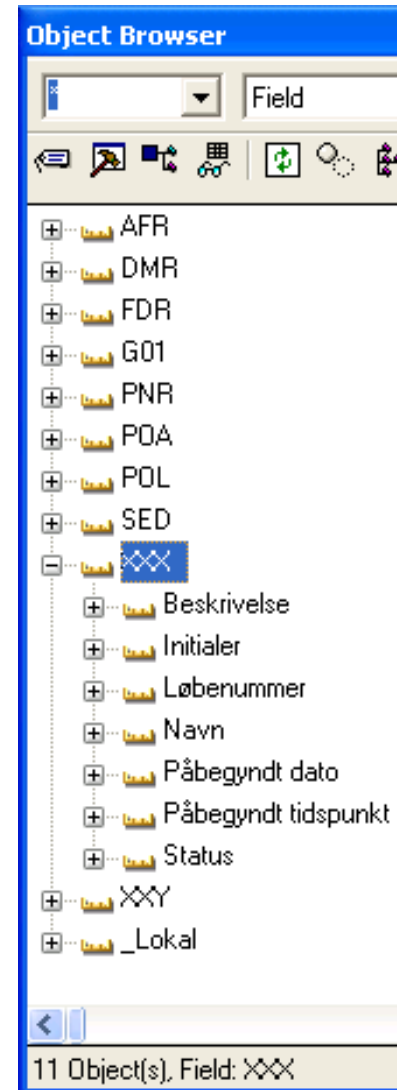 Object Browser
* Field
AFR
DMR
FDR
G01
PNR
POA
POL
SED
XXX
Beskrivelse
Initialer
Løbenummer
Navn
Påbegyndt dato
Påbegyndt tidspunkt
Status
XXY
_Lokal
11 Object(s), Field: XXX